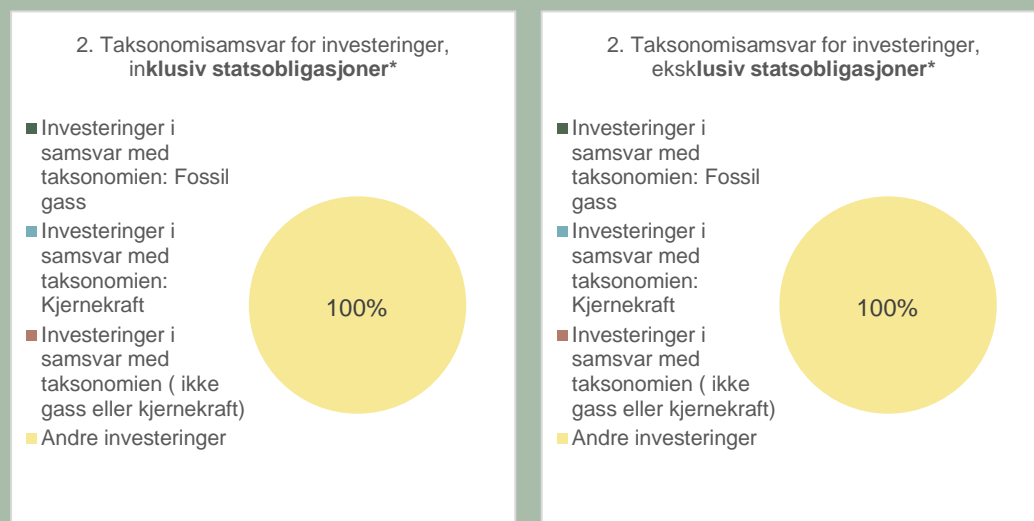 2. Taksonomisamsvar for investeringer,
inklusiv statsobligasjoner*
Investeringer i
samsvar med
taksonomien: Fossil
gass
Investeringer i
samsvar med
taksonomien:
Kjernekraft
Investeringer i
samsvar med
taksonomien ( ikke
gass eller kjernekraft)
Andre investeringer
100%
2. Taksonomisamsvar for investeringer,
eksklusiv statsobligasjoner*
Investeringer i
samsvar med
taksonomien: Fossil
gass
Investeringer i
samsvar med
taksonomien:
Kjernekraft
Investeringer i
samsvar med
taksonomien ( ikke
gass eller kjernekraft)
Andre investeringer
100%